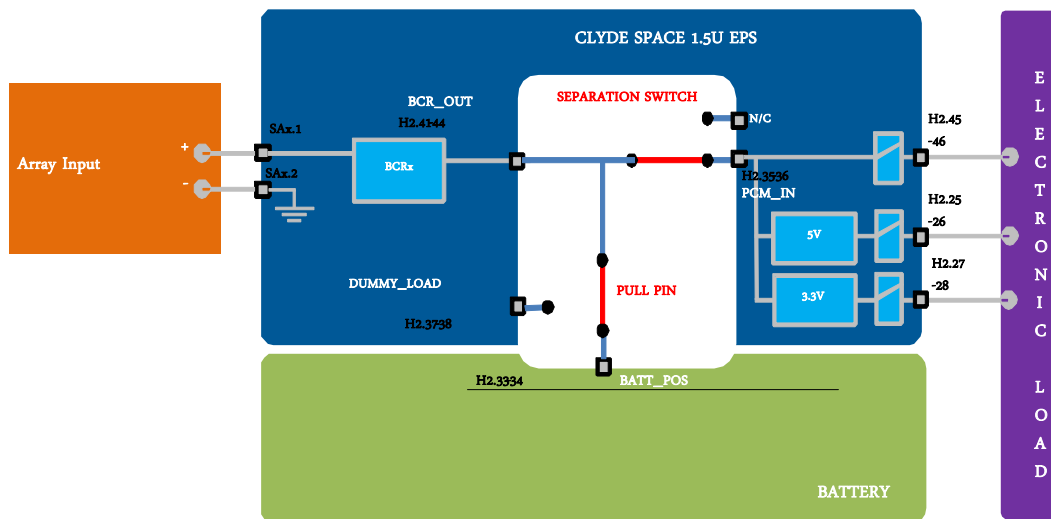 CLYDE SPACE 1.5U EPS
SEPARATION SWITCH
BCR_OUT
H2.4144
N/C
H2.45
-46
SAx.1
+
Array Input
BCRx
SAx.2
-
H2.3536
PCM_IN
H2.25
-26
5V
H2.27
-28
3.3V
DUMMY_LOAD
PULL PIN
H2.3738
H2.3334
BATT_POS
BATTERY
E
L
E
C
T
R
O
N
I
C
L
O
A
D